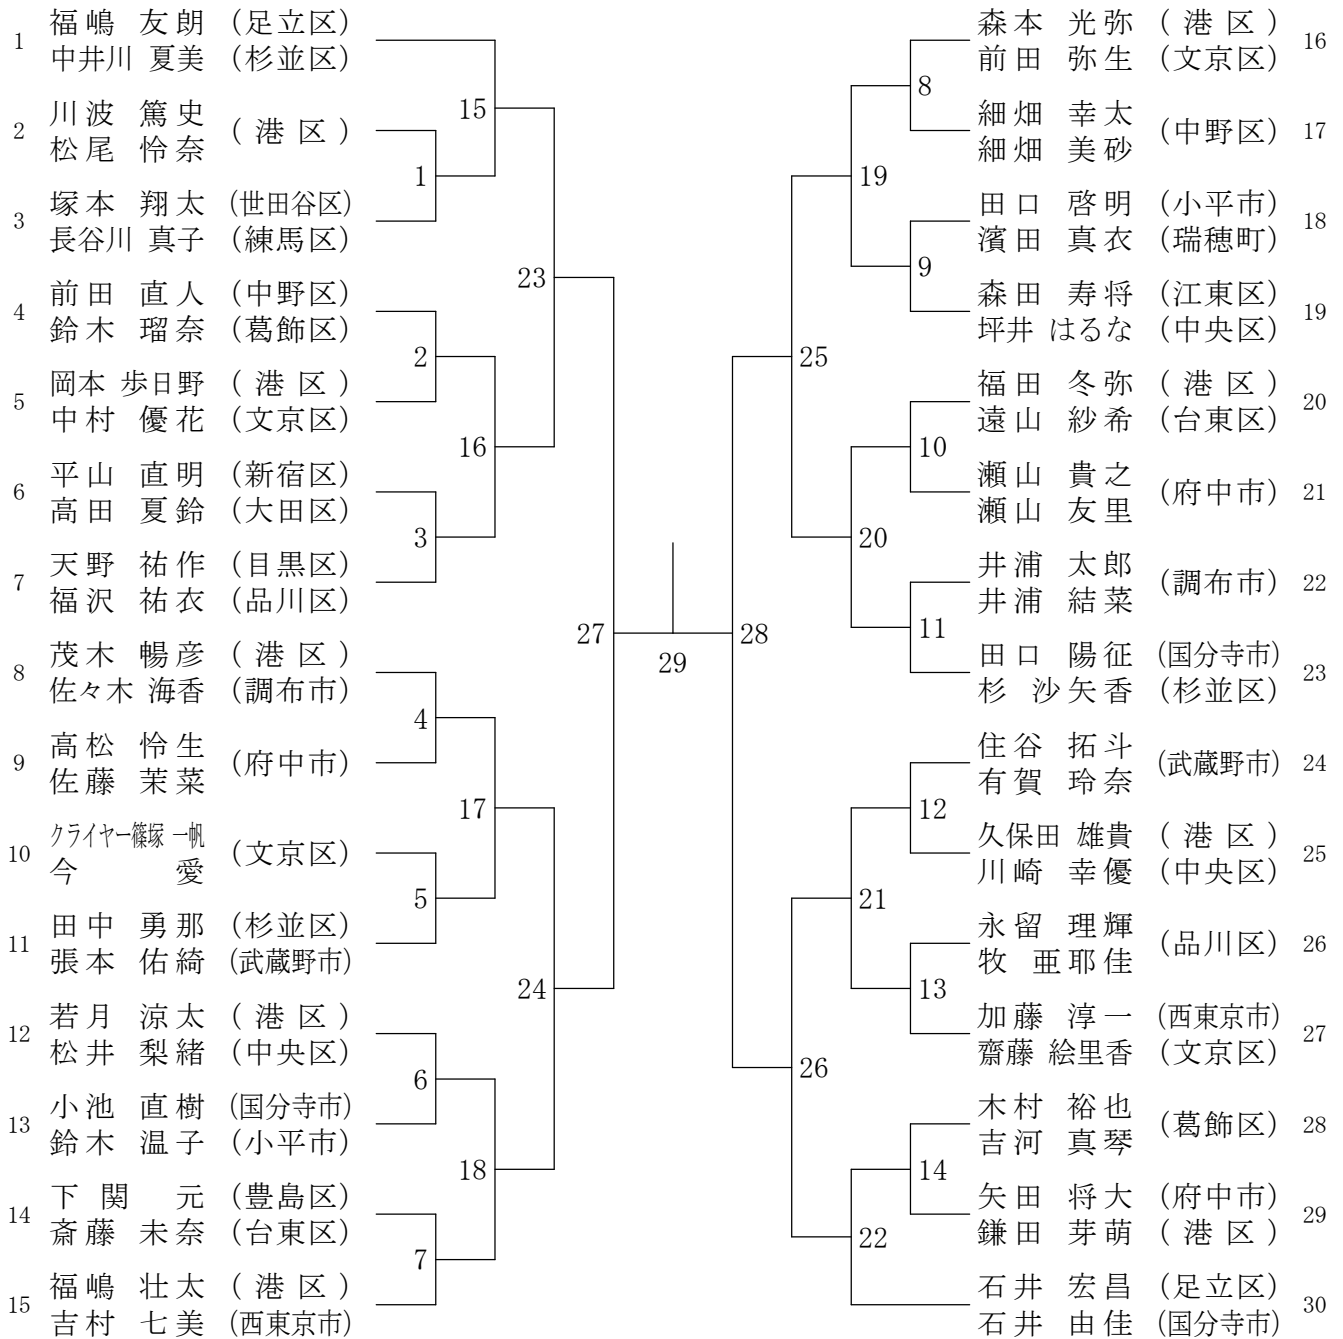 1 福嶋 友朗 (足立区)
中井川 夏美 (杉並区)
2 川波 篤史 (港区)
松尾 怜奈
3 塚本 翔太 (世田谷区)
長谷川 真子 (練馬区)
4 前田 直人 (中野区)
鈴木 瑠奈 (葛飾区)
5 岡本 歩日野 (港区)
中村 優花 (文京区)
6 平山 直明 (新宿区)
高田 夏鈴 (大田区)
7 天野 祐作 (目黒区)
福沢 祐衣 (品川区)
8 茂木 暢彦 (港区)
佐々木 海香 (調布市)
9 高松 怜生 (府中市)
佐藤 茉菜
10 クライヤー篠塚 一帆 (文京区)
今 愛
11 田中 勇那 (杉並区)
張本 佑綺 (武蔵野市)
12 若月 涼太 (港区)
松井 梨緒 (中央区)
13 小池 直樹 (国分寺市)
鈴木 温子 (小平市)
14 下関 元 (豊島区)
斎藤 未奈 (台東区)
15 福嶋 壮太 (港区)
吉村 七美 (西東京市)
15
1
23
2
16
3
27
4
17
5
24
6
18
7
29
28
8
19
9
25
10
20
11
12
21
13
26
14
22
森本 光弥 (港区) 16
前田 弥生 (文京区)
細畑 幸太 (中野区) 17
細畑 美砂
田口 啓明 (小平市) 18
濱田 真衣 (瑞穂町)
森田 寿将 (江東区) 19
坪井 はるな (中央区)
福田 冬弥 (港区) 20
遠山 紗希 (台東区)
瀬山 貴之 (府中市) 21
瀬山 友里
井浦 太郎 (調布市) 22
井浦 結菜
田口 陽征 (国分寺市) 23
杉 沙矢香 (杉並区)
住谷 拓斗 (武蔵野市) 24
有賀 玲奈
久保田 雄貴 (港区) 25
川崎 幸優 (中央区)
永留 理輝 (品川区) 26
牧 亜耶佳
加藤 淳一 (西東京市) 27
齋藤 絵里香 (文京区)
木村 裕也 (葛飾区) 28
吉河 真琴
矢田 将大 (府中市) 29
鎌田 芽萌 (港区)
石井 宏昌 (足立区) 30
石井 由佳 (国分寺市)